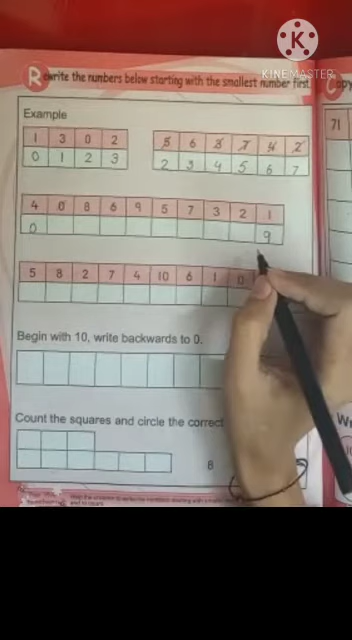 KINEMASTER
Rewrite the numbers below starting with the smallest number first.
Copy
Example
1 3 0 2
0 1 2 3
5 6 3 7 4 2
2 3 4 5 6 7
71
4 0 8 6 9 5 7 3 2 1
0 9
5 8 2 7 4 10 6 1 0
Begin with 10, write backwards to 0.
Count the squares and circle the correct
8